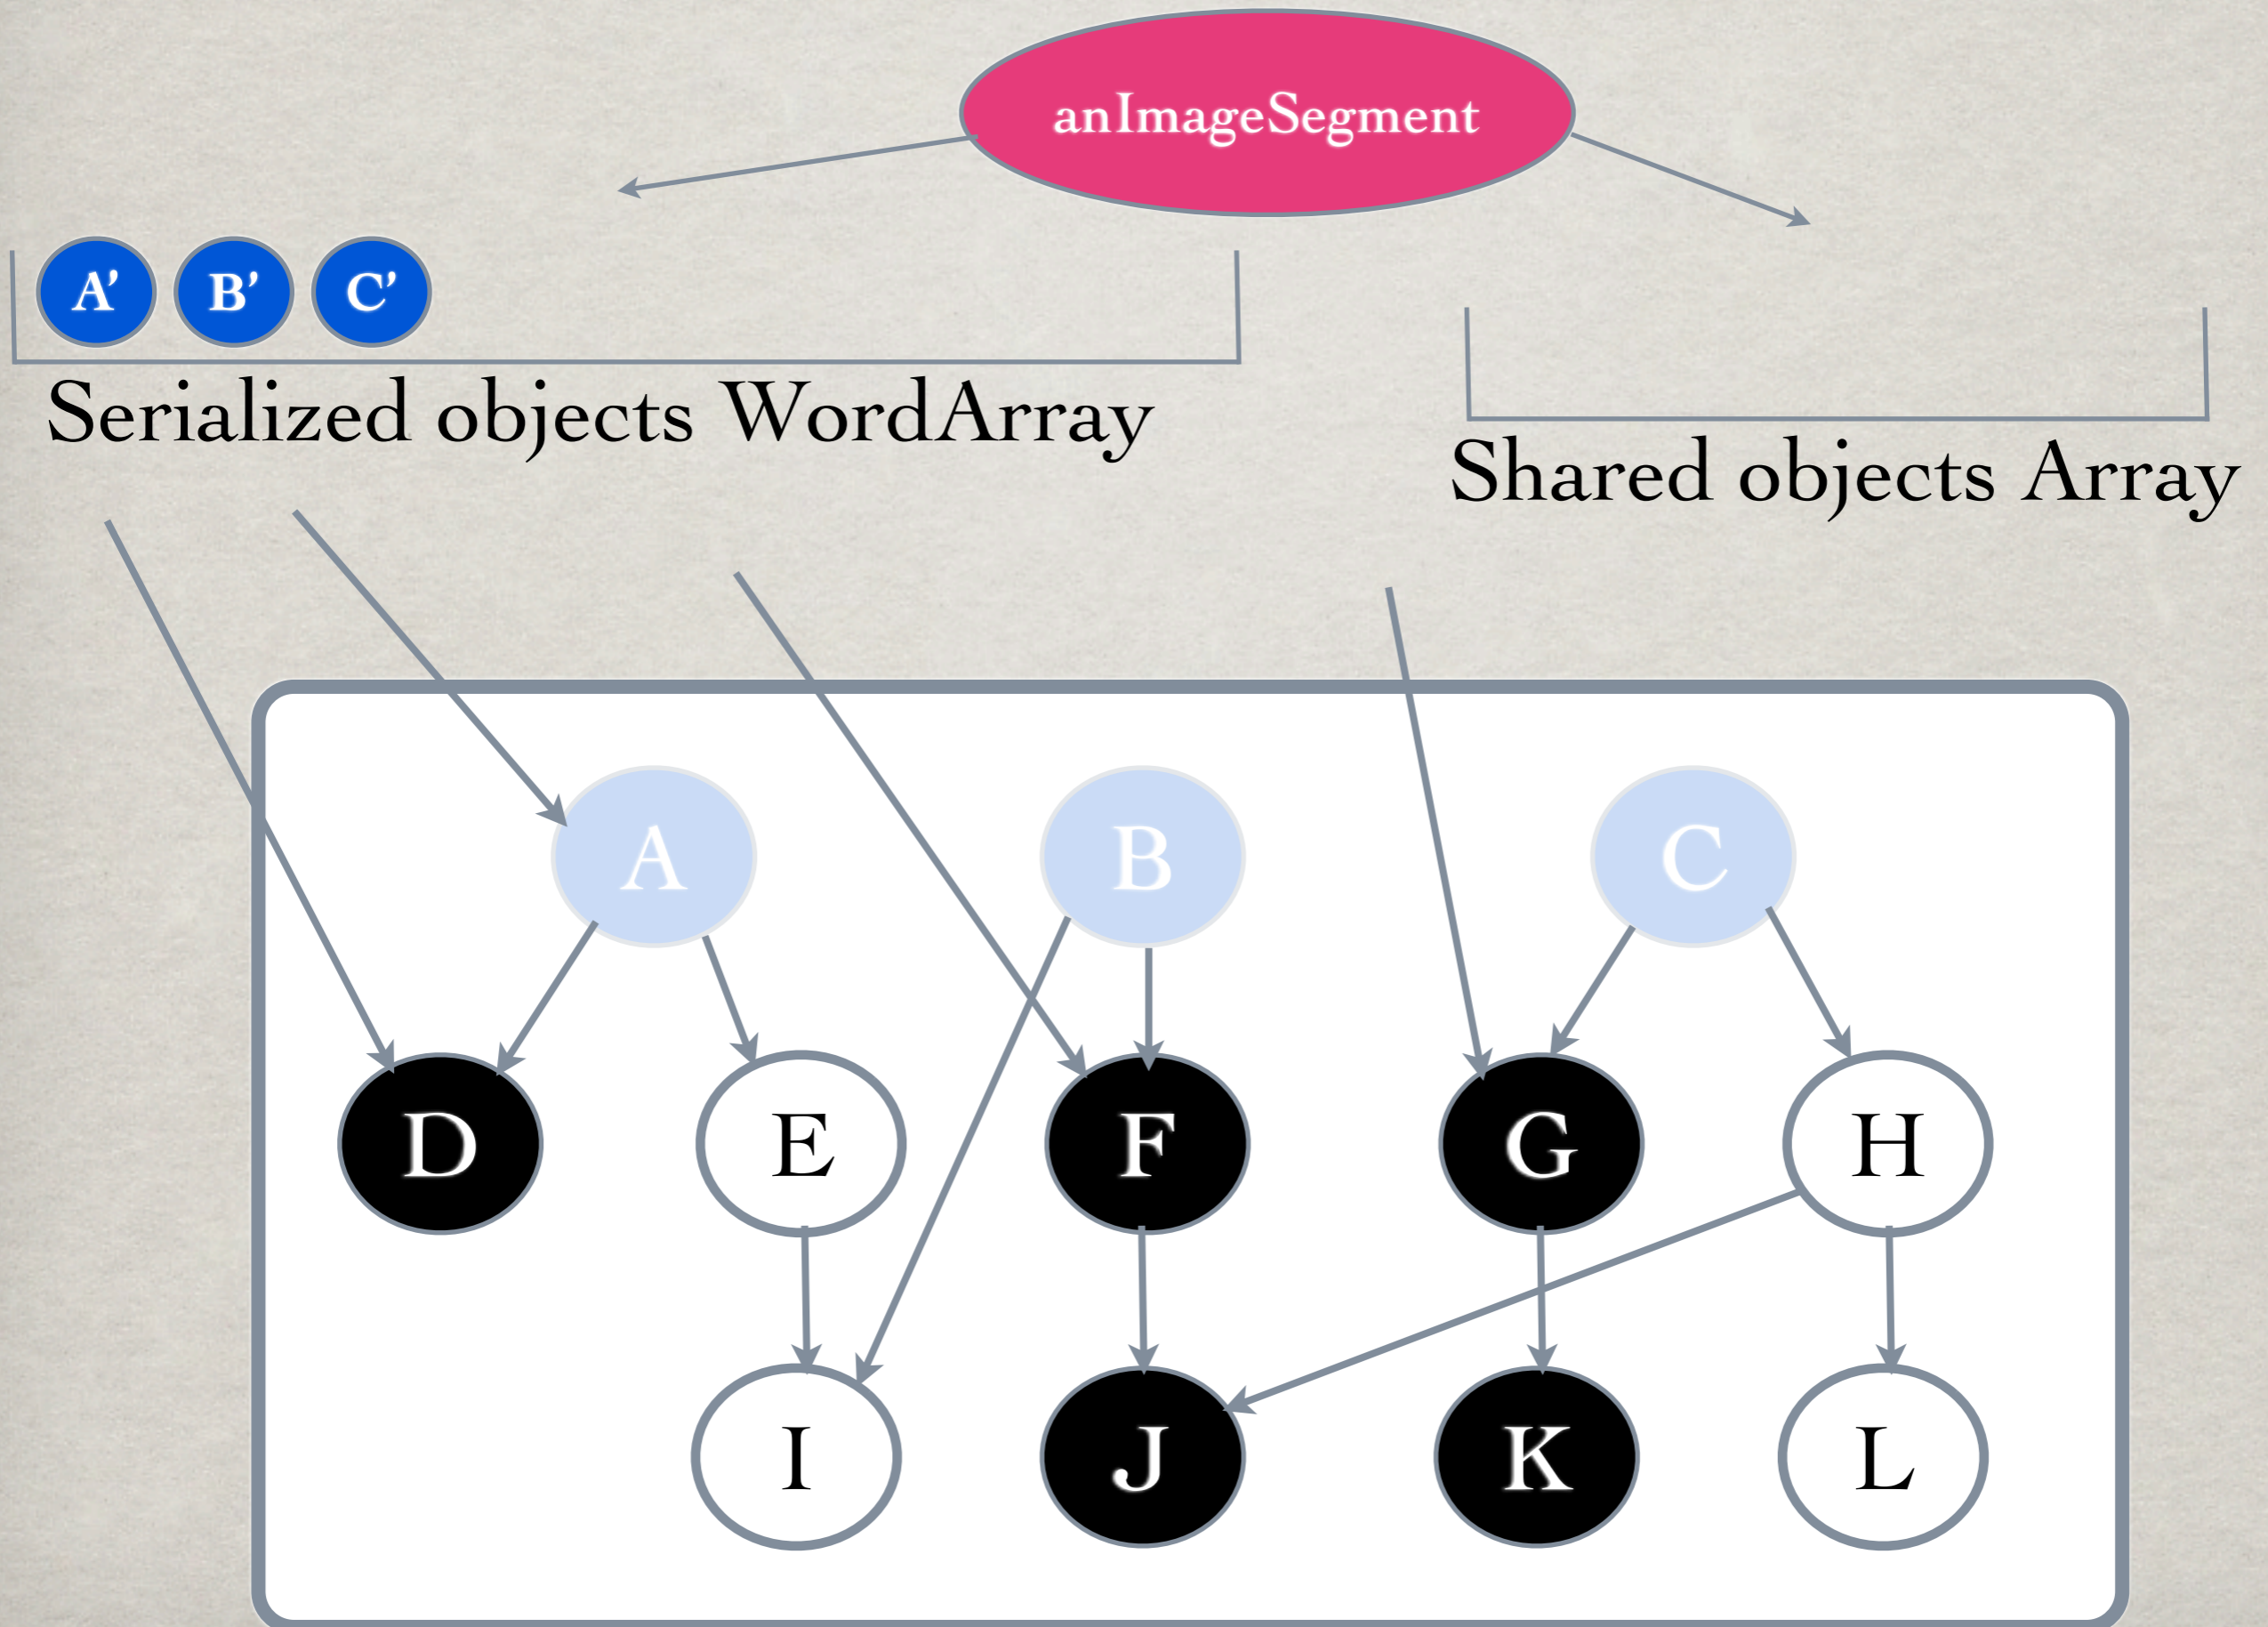 anImageSegment
A’ B’ C’
Serialized objects WordArray
Shared objects Array
A B C
D E F G H
I J K L